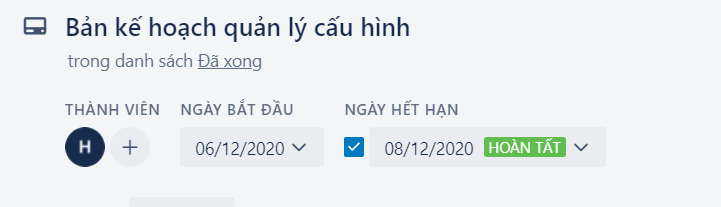 Bản kế hoạch quản lý cấu hình
trong danh sách Đã xong
THÀNH VIÊN NGÀY BẮT ĐẦU NGÀY HẾT HẠN
H + 06/12/2020 08/12/2020 HOÀN TẤT